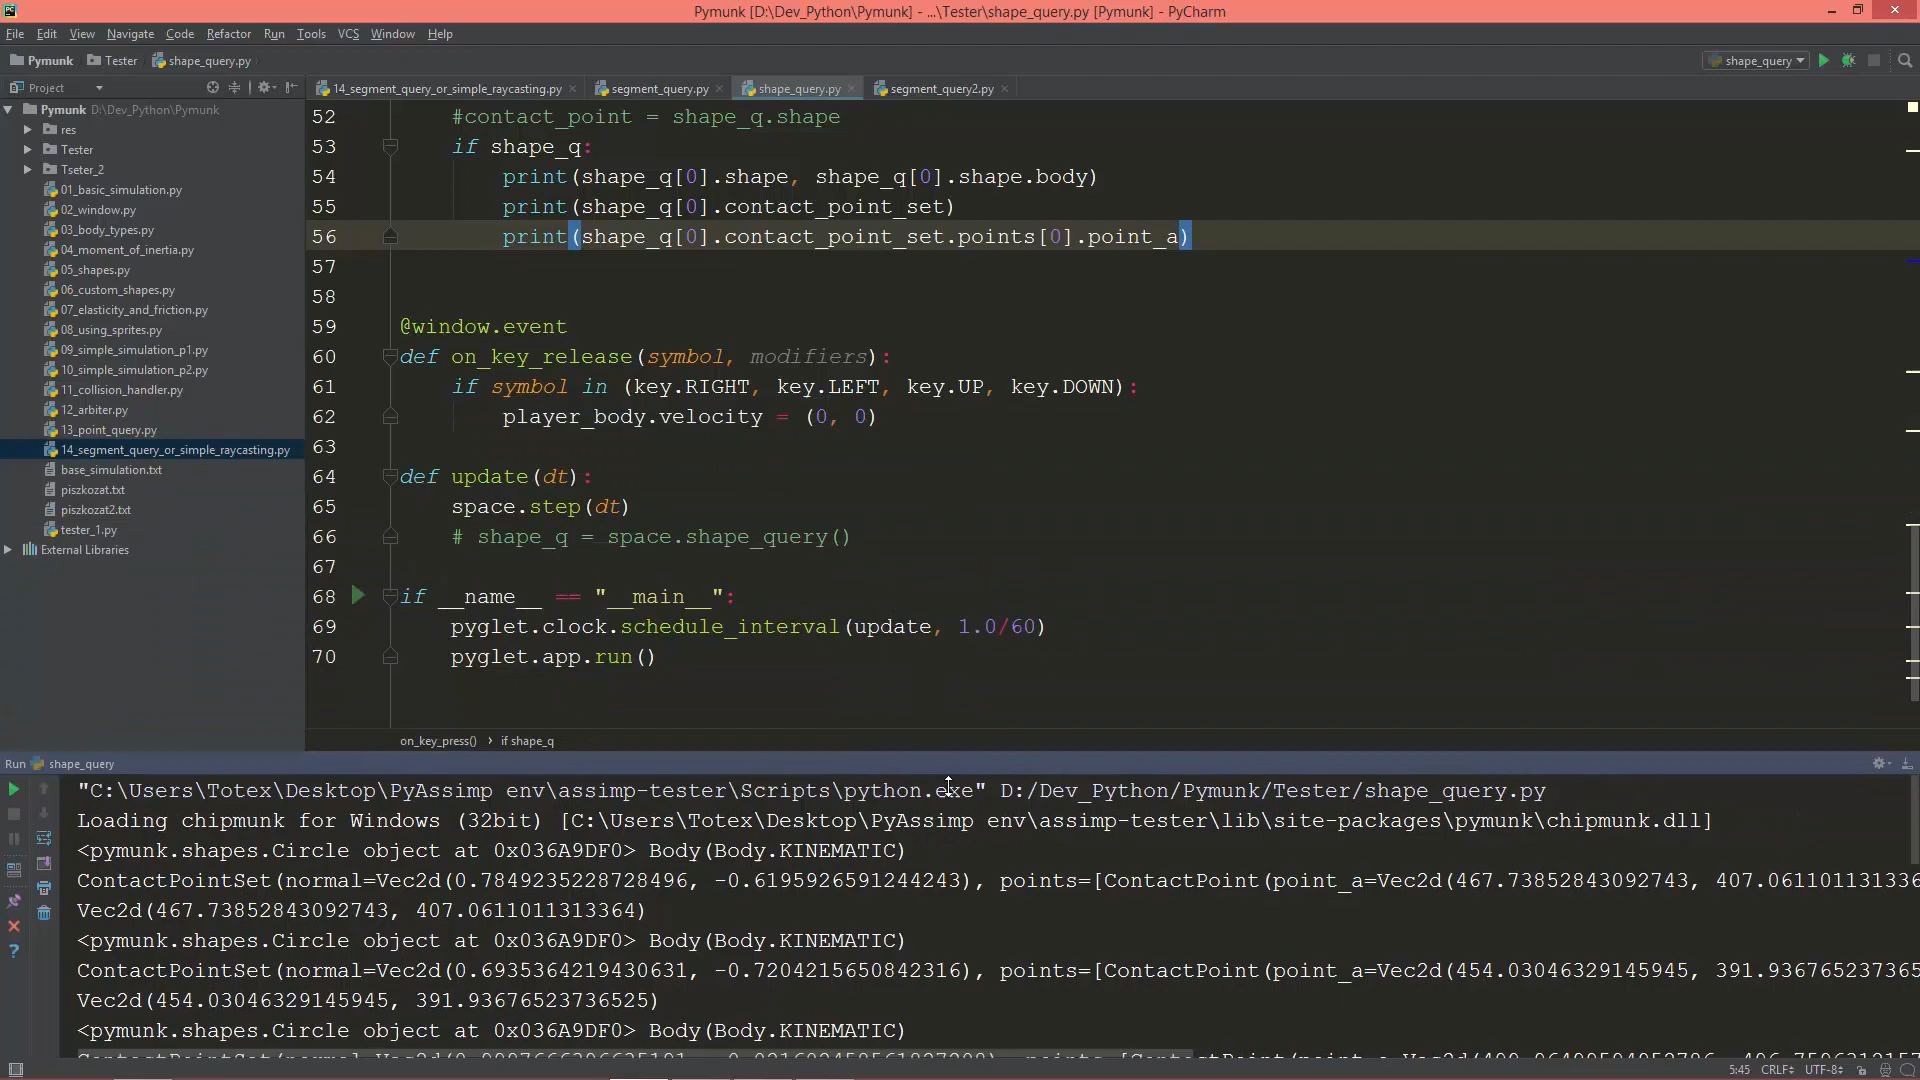 Pymunk [D:\Dev_Python\Pymunk] - ...\Tester\shape_query.py [Pymunk] - PyCharm
File Edit View Navigate Code Refactor Run Tools VCS Window Help
Pymunk Tester shape_query.py shape_query
Project 14_segment_query_or_simple_raycasting.py segment_query.py shape_query.py segment_query2.py
Pymunk D:\Dev_Python\Pymunk
res
Tester
Tseter_2
01_basic_simulation.py
02_window.py
03_body_types.py
04_moment_of_inertia.py
05_shapes.py
06_custom_shapes.py
07_elasticity_and_friction.py
08_using_sprites.py
09_simple_simulation_p1.py
10_simple_simulation_p2.py
11_collision_handler.py
12_arbiter.py
13_point_query.py
14_segment_query_or_simple_raycasting.py
base_simulation.txt
piszkozat.txt
piszkozat2.txt
tester_1.py
External Libraries
52 #contact_point = shape_q.shape
53 if shape_q:
54 print(shape_q[0].shape, shape_q[0].shape.body)
55 print(shape_q[0].contact_point_set)
56 print(shape_q[0].contact_point_set.points[0].point_a)
57
58
59 @window.event
60 def on_key_release(symbol, modifiers):
61 if symbol in (key.RIGHT, key.LEFT, key.UP, key.DOWN):
62 player_body.velocity = (0, 0)
63
64 def update(dt):
65 space.step(dt)
66 # shape_q = space.shape_query()
67
68 if __name__ == "__main__":
69 pyglet.clock.schedule_interval(update, 1.0/60)
70 pyglet.app.run()
on_key_press() › if shape_q
Run shape_query
"C:\Users\Totex\Desktop\PyAssimp env\assimp-tester\Scripts\python.exe" D:/Dev_Python/Pymunk/Tester/shape_query.py
Loading chipmunk for Windows (32bit) [C:\Users\Totex\Desktop\PyAssimp env\assimp-tester\lib\site-packages\pymunk\chipmunk.dll]
<pymunk.shapes.Circle object at 0x036A9DF0> Body(Body.KINEMATIC)
ContactPointSet(normal=Vec2d(0.7849235228728496, -0.6195926591244243), points=[ContactPoint(point_a=Vec2d(467.73852843092743, 407.061101131336
Vec2d(467.73852843092743, 407.0611011313364)
<pymunk.shapes.Circle object at 0x036A9DF0> Body(Body.KINEMATIC)
ContactPointSet(normal=Vec2d(0.6935364219430631, -0.7204215650842316), points=[ContactPoint(point_a=Vec2d(454.03046329145945, 391.936765237365
Vec2d(454.03046329145945, 391.93676523736525)
<pymunk.shapes.Circle object at 0x036A9DF0> Body(Body.KINEMATIC)
5:45 CRLF UTF-8